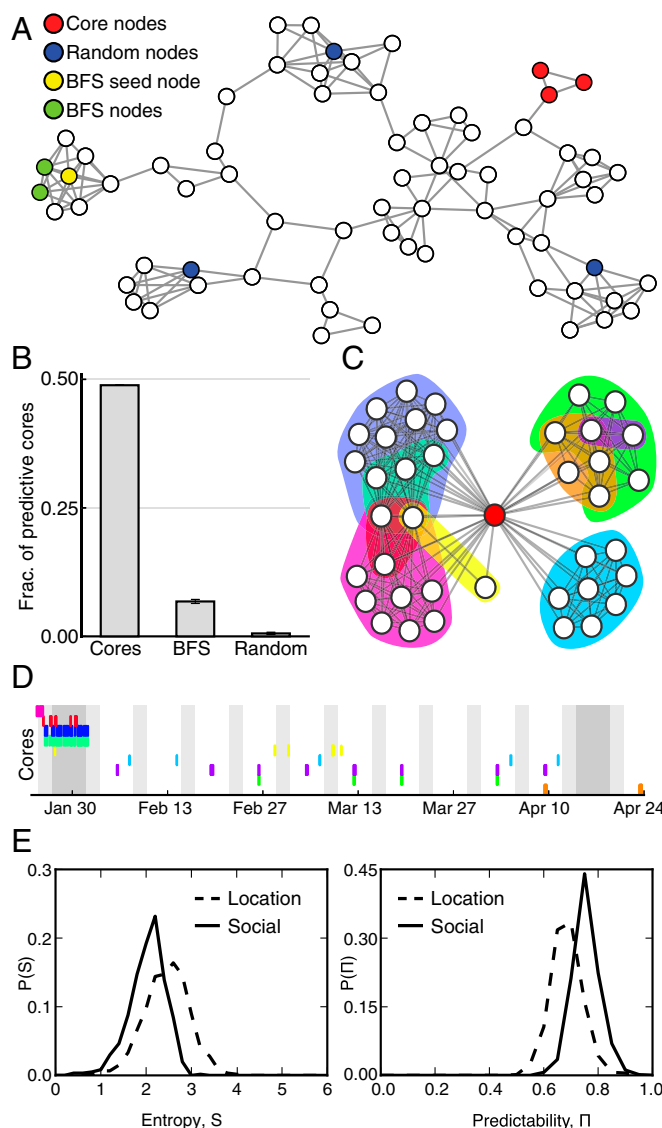 A
Core nodes
Random nodes
BFS seed node
BFS nodes
B
Frac. of predictive cores
0.50
0.25
0.00
Cores BFS Random
C
D
Cores
Jan 30 Feb 13 Feb 27 Mar 13 Mar 27 Apr 10 Apr 24
E
P(S)
0.3
0.2
0.1
0.0
0 1 2 3 4 5 6
Entropy, S
Location
Social
P(Π)
0.45
0.30
0.15
0.00
0.0 0.2 0.4 0.6 0.8 1.0
Predictability, Π
Location
Social